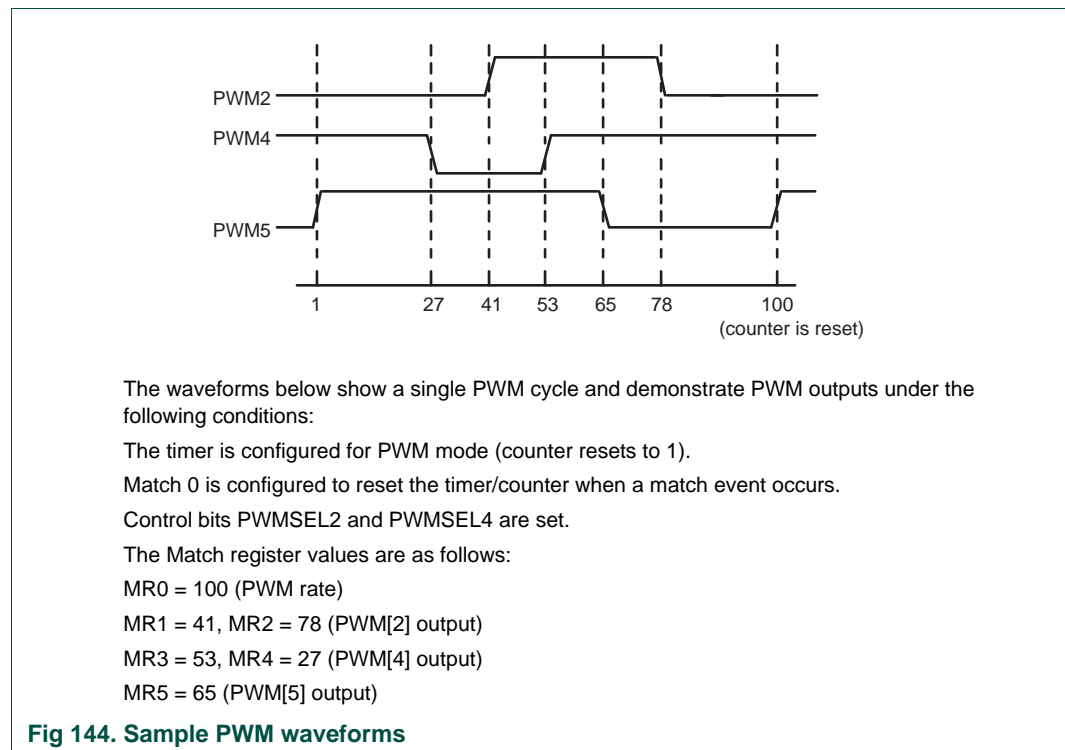 PWM2
PWM4
PWM5
1 27 41 53 65 78 100
(counter is reset)
The waveforms below show a single PWM cycle and demonstrate PWM outputs under the
following conditions:
The timer is configured for PWM mode (counter resets to 1).
Match 0 is configured to reset the timer/counter when a match event occurs.
Control bits PWMSEL2 and PWMSEL4 are set.
The Match register values are as follows:
MR0 = 100 (PWM rate)
MR1 = 41, MR2 = 78 (PWM[2] output)
MR3 = 53, MR4 = 27 (PWM[4] output)
MR5 = 65 (PWM[5] output)
Fig 144. Sample PWM waveforms